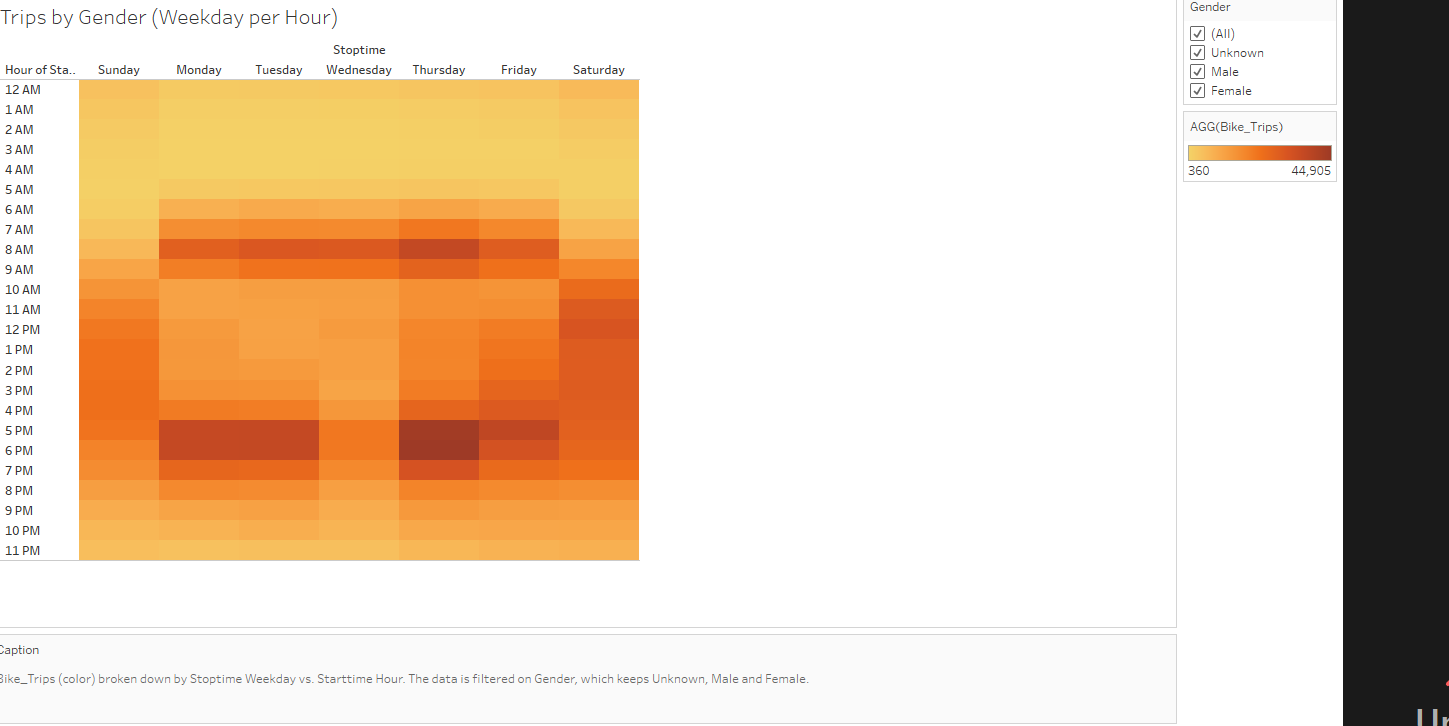 Trips by Gender (Weekday per Hour)
Stoptime
Hour of Sta.. Sunday Monday Tuesday Wednesday Thursday Friday Saturday
12 AM
1 AM
2 AM
3 AM
4 AM
5 AM
6 AM
7 AM
8 AM
9 AM
10 AM
11 AM
12 PM
1 PM
2 PM
3 PM
4 PM
5 PM
6 PM
7 PM
8 PM
9 PM
10 PM
11 PM
Gender
(All)
Unknown
Male
Female
AGG(Bike_Trips)
360 44,905
Caption
Bike_Trips (color) broken down by Stoptime Weekday vs. Starttime Hour. The data is filtered on Gender, which keeps Unknown, Male and Female.